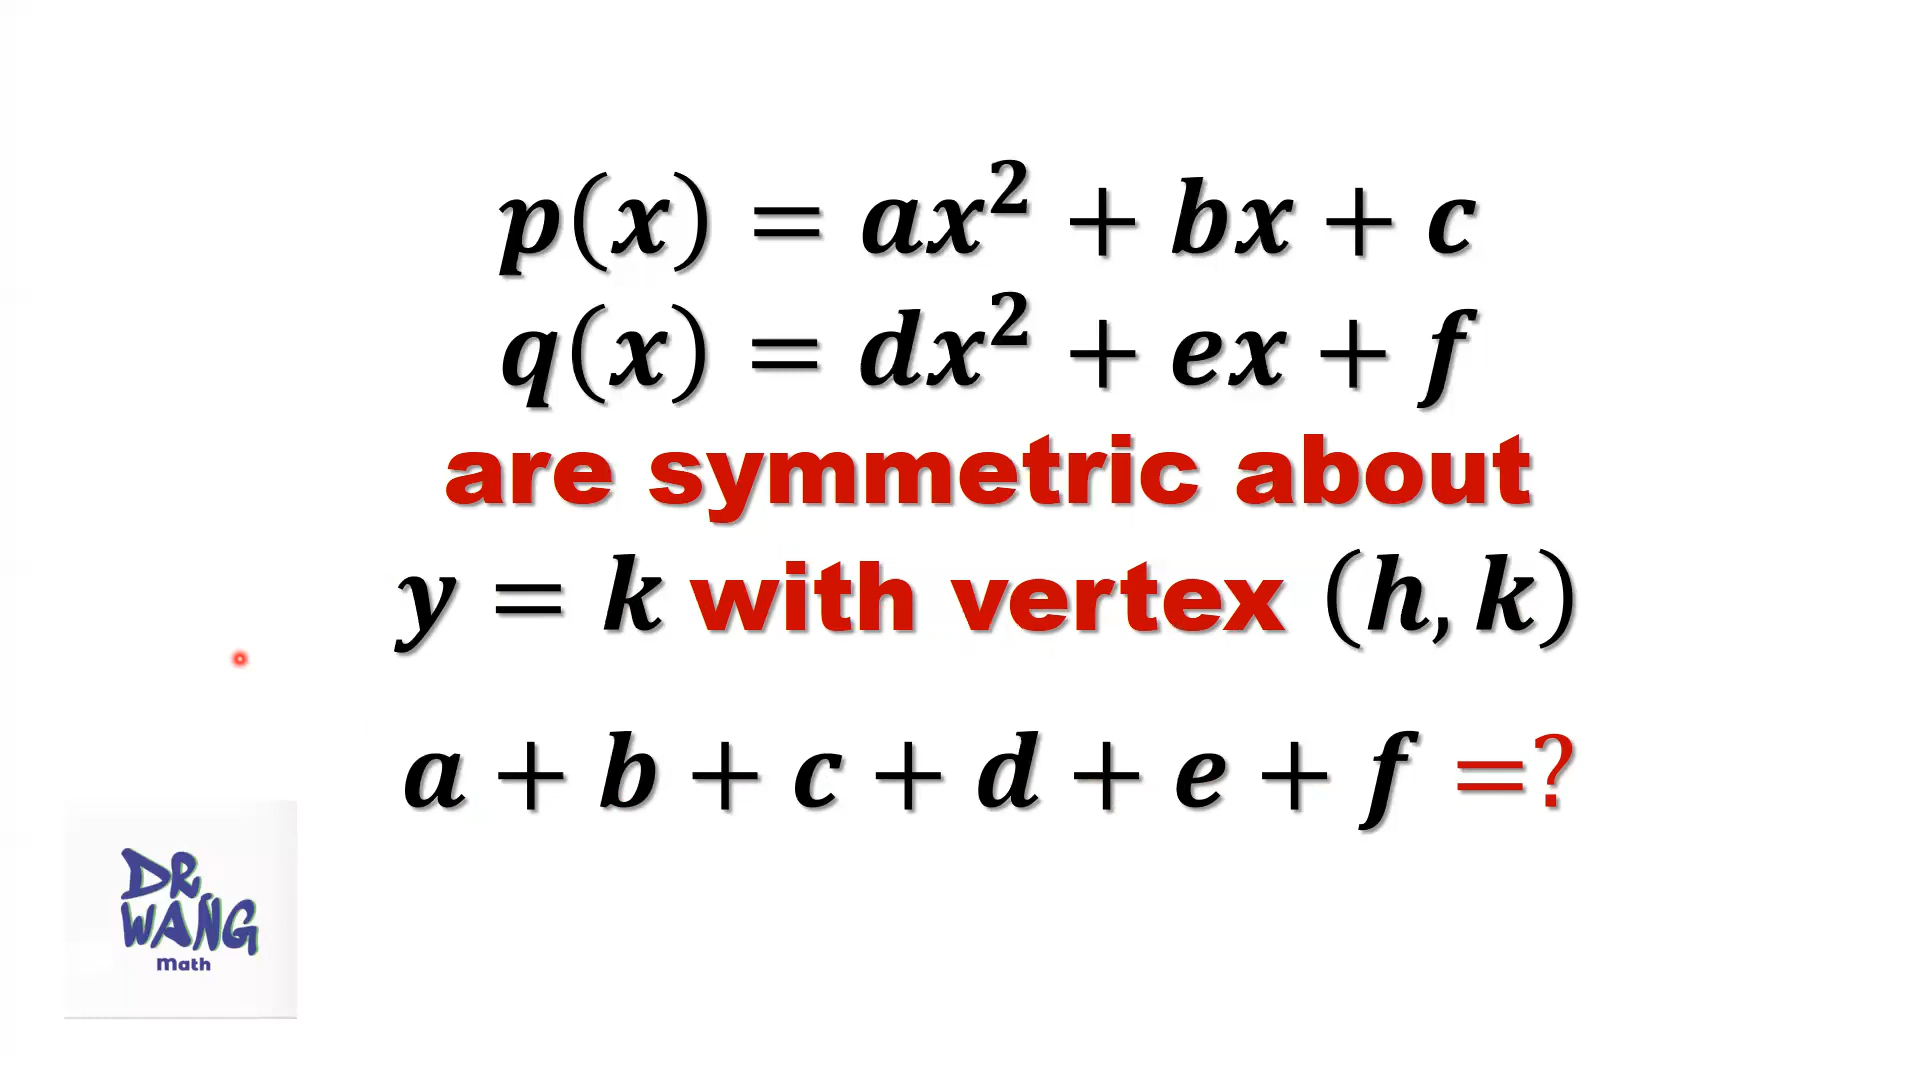 p(x) = ax² + bx + c
q(x) = dx² + ex + f
are symmetric about
y = k with vertex (h, k)
a + b + c + d + e + f =?
DR
WANG
Math